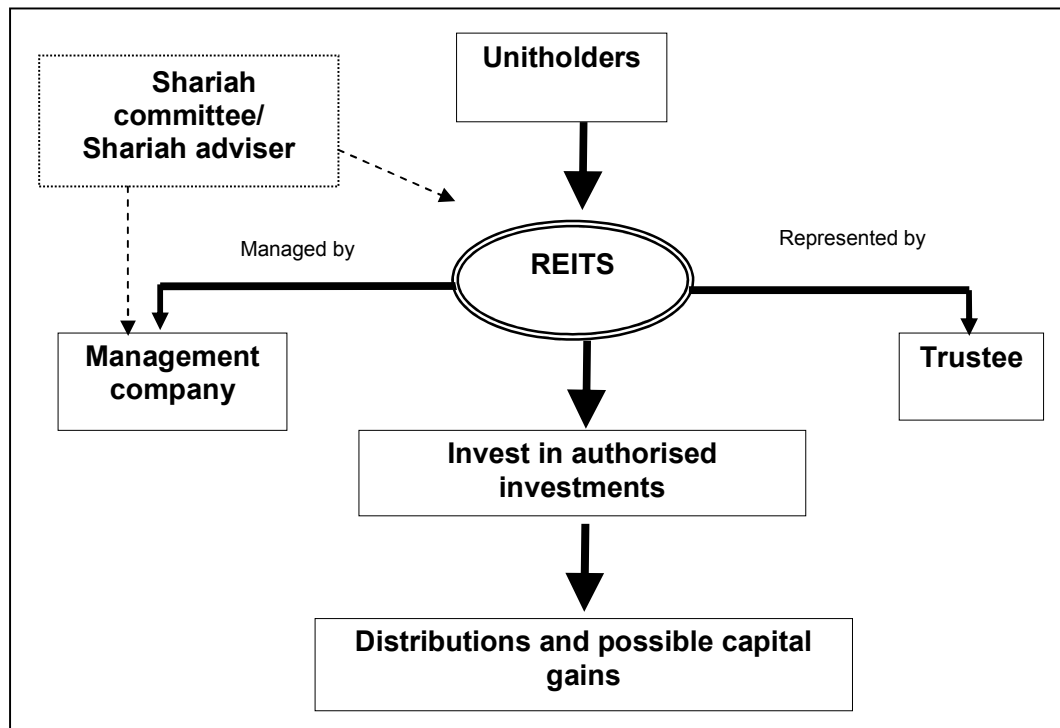 Unitholders
Shariah
committee/
Shariah adviser
Managed by
REITS
Represented by
Management
company
Trustee
Invest in authorised
investments
Distributions and possible capital
gains